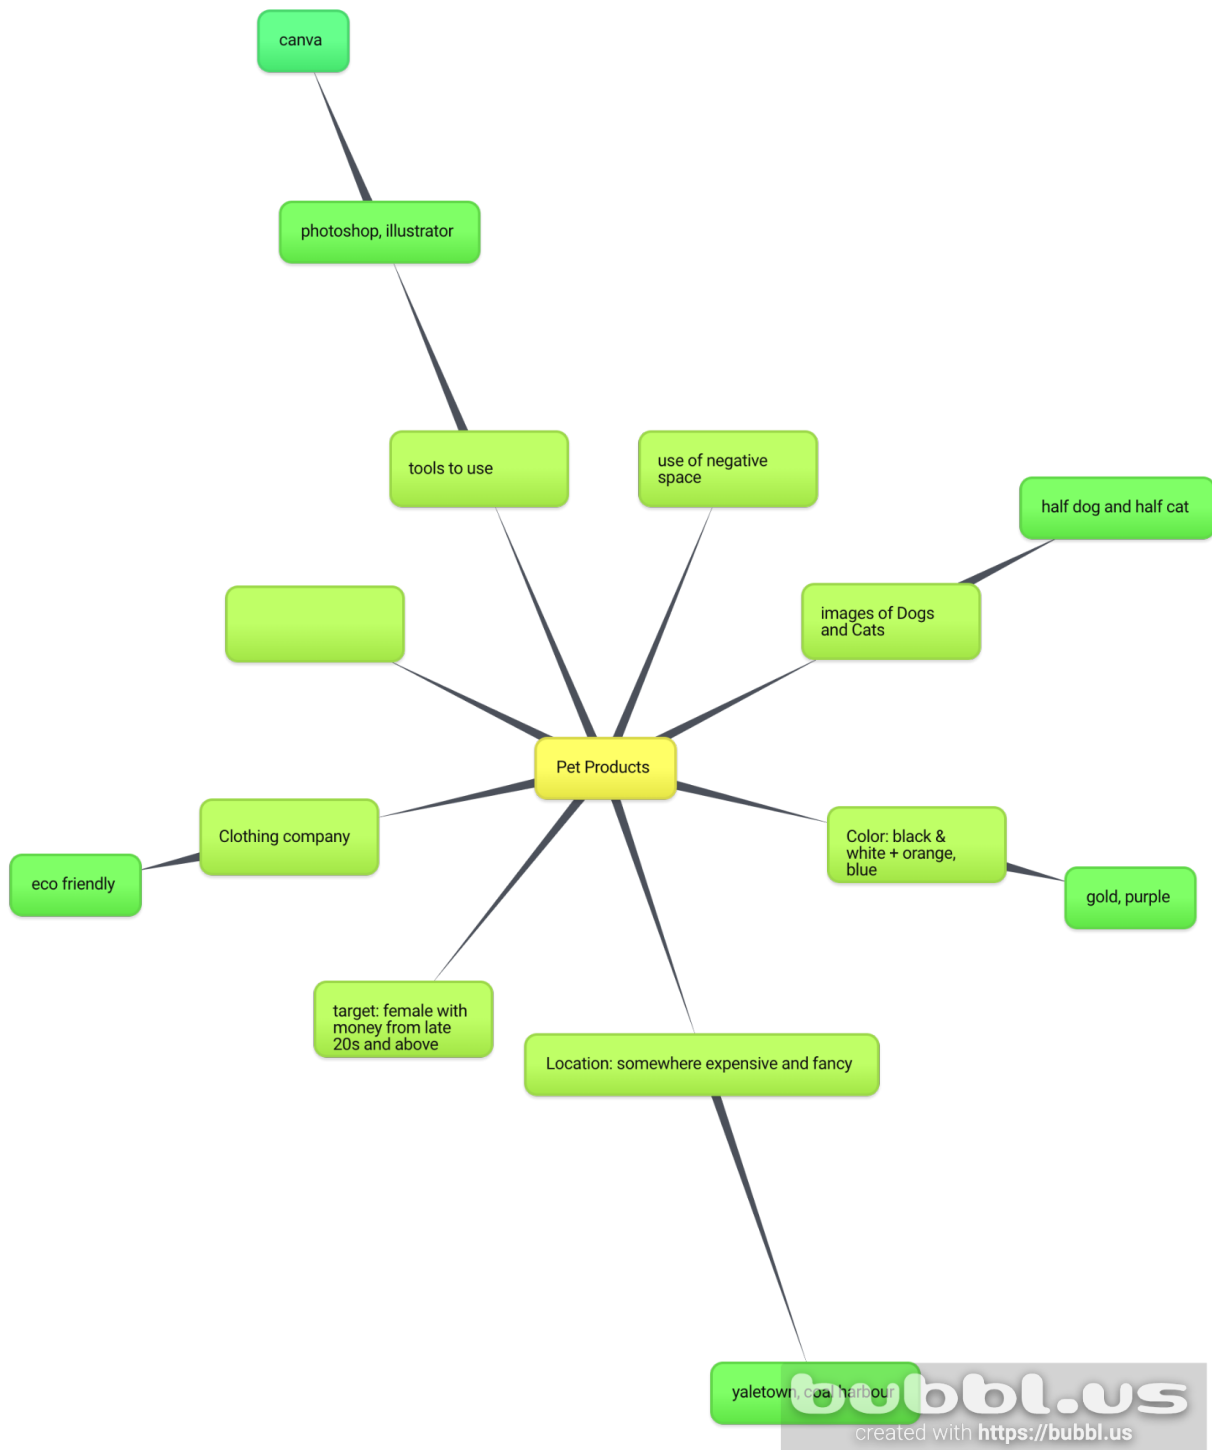 canva
photoshop, illustrator
tools to use
use of negative
space
half dog and half cat
images of Dogs
and Cats
Pet Products
Clothing company
eco friendly
Color: black &
white + orange,
blue
gold, purple
target: female with
money from late
20s and above
Location: somewhere expensive and fancy
yaletown, coal harbour
bubbl.us
created with https://bubbl.us